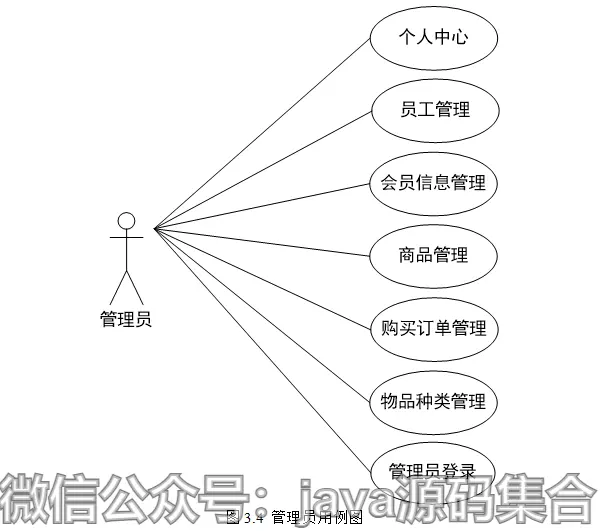 个人中心
员工管理
会员信息管理
商品管理
管理员
购买订单管理
物品种类管理
管理员登录
微信公众号：java源码集合
图 3.4 管理员用例图